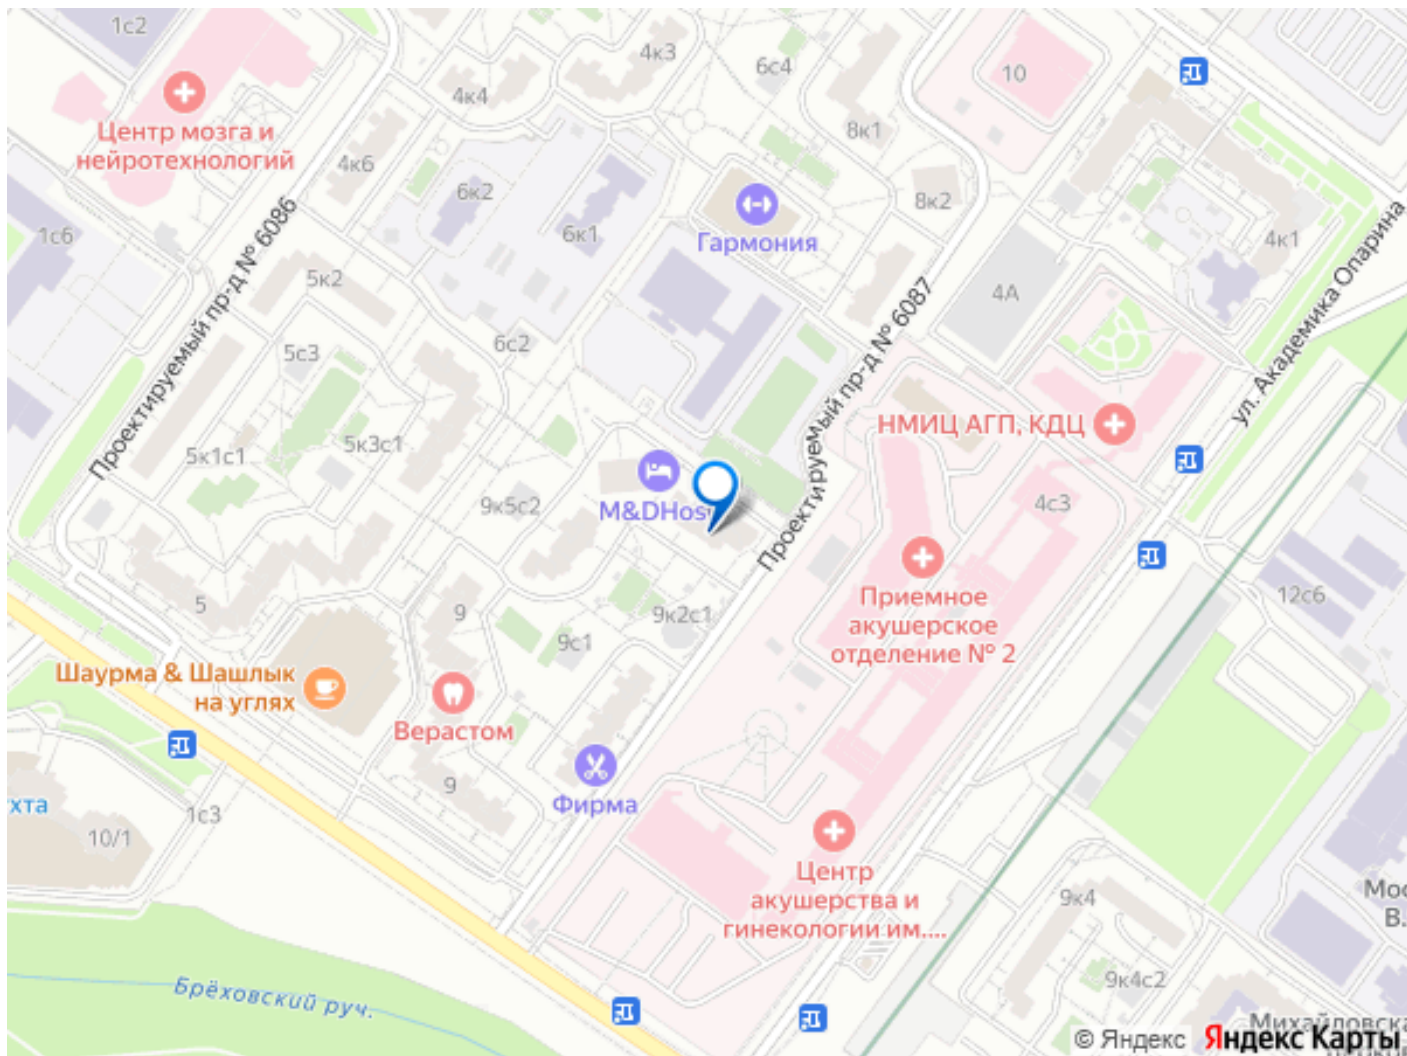 1с2
4к3
6с4
10
4к4
8к1
Центр мозга и
нейротехнологий
4к6
6к2
8к2
1с6
6к1
Гармония
4к1
5к2
4А
Проектируемый пр-д № 6086
Проектируемый пр-д № 6087
ул. Академика Опарина
6с2
5с3
НМИЦ АГП, КДЦ
5к3с1
5к1с1
9к5с2
M&DHos
4с3
Приемное
акушерское
отделение № 2
12с6
5
9
9к2с1
9с1
Шаурма & Шашлык
на углях
Верастом
9
Фирма
хта
1с3
10/1
Центр
акушерства и
гинекологии им....
9к4
Мос
В.
9к4с2
Брёховский руч.
Михайловска
© Яндекс Яндекс Карты